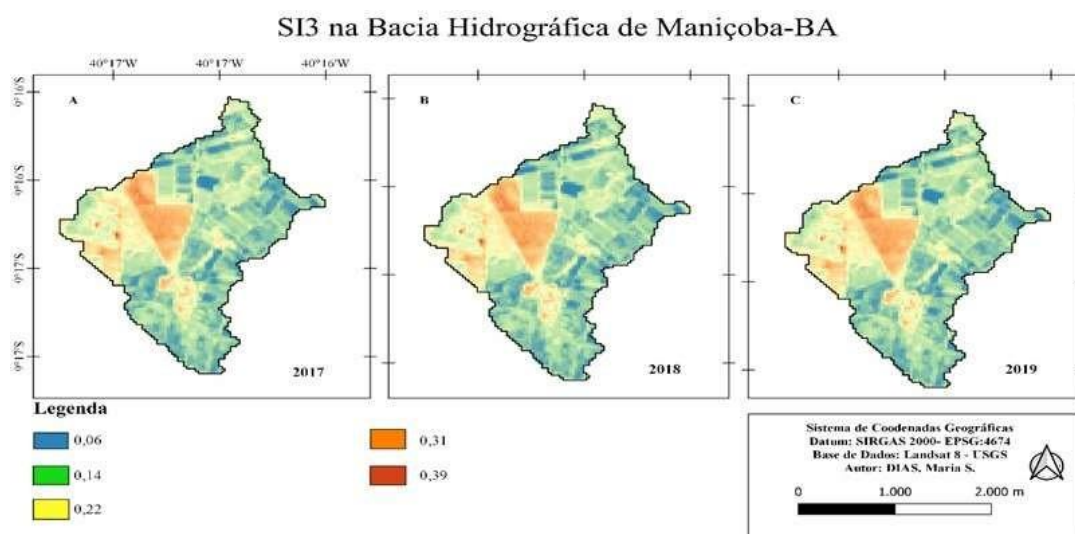 SI3 na Bacia Hidrográfica de Maniçoba-BA
40°17'W 40°17'W 40°16'W
9°16'S
9°16'S
9°17'S
9°17'S
A
2017
B
2018
C
2019
Legenda
0,06
0,14
0,22
0,31
0,39
Sistema de Coodenadas Geográficas
Datum: SIRGAS 2000- EPSG:4674
Base de Dados: Landsat 8 - USGS
Autor: DIAS, Maria S.
0 1.000 2.000 m